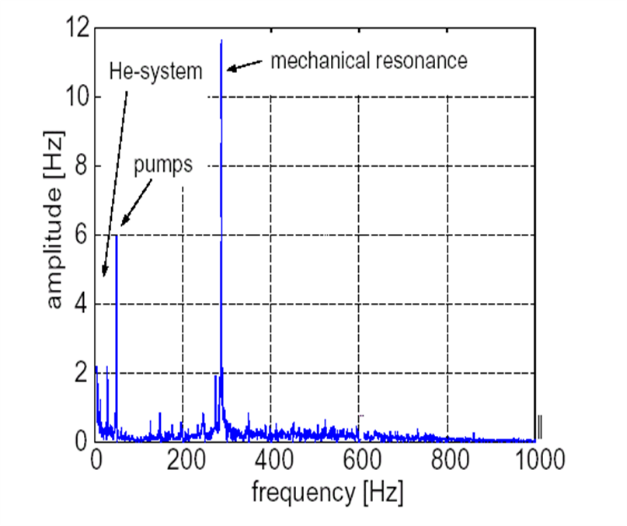 12
He-system
mechanical resonance
10
pumps
8
6
4
2
0
amplitude [Hz]
0 200 400 600 800 1000
frequency [Hz]